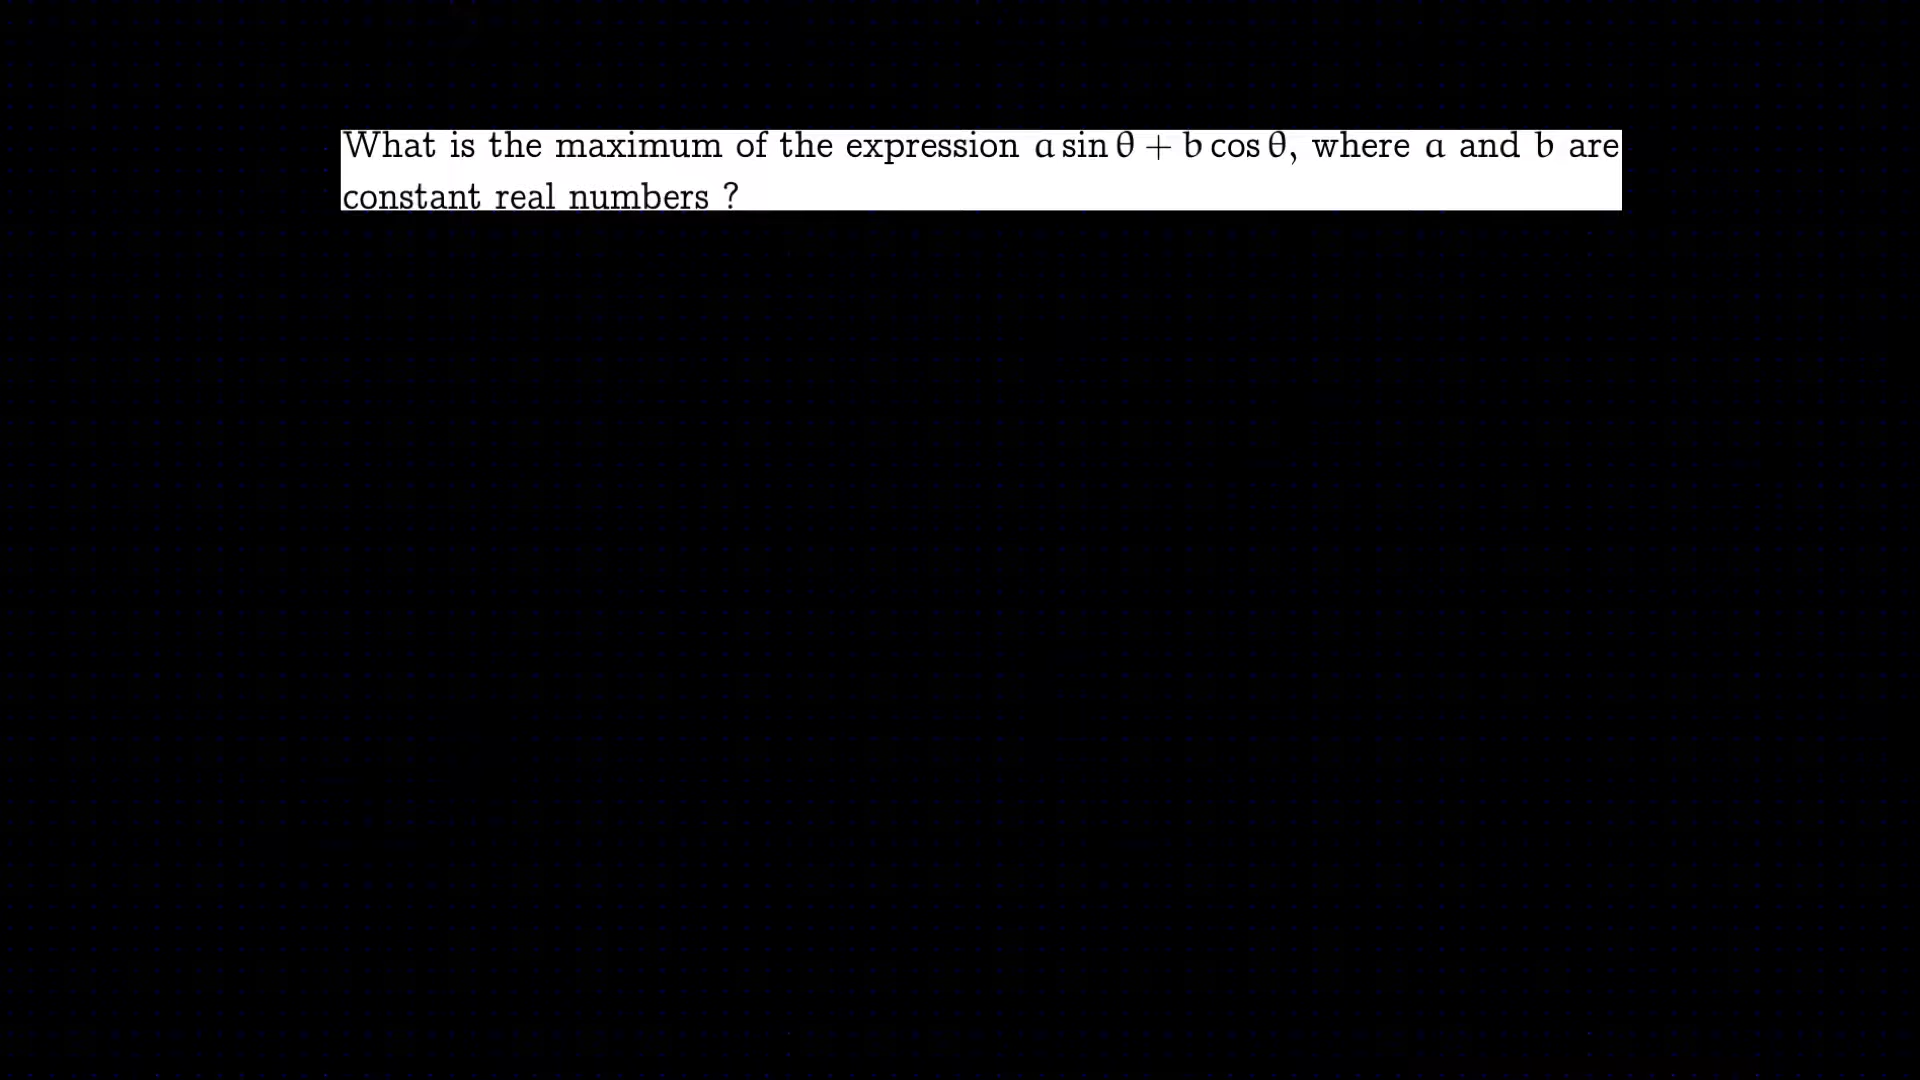 What is the maximum of the expression a sin θ + b cos θ, where a and b are
constant real numbers ?